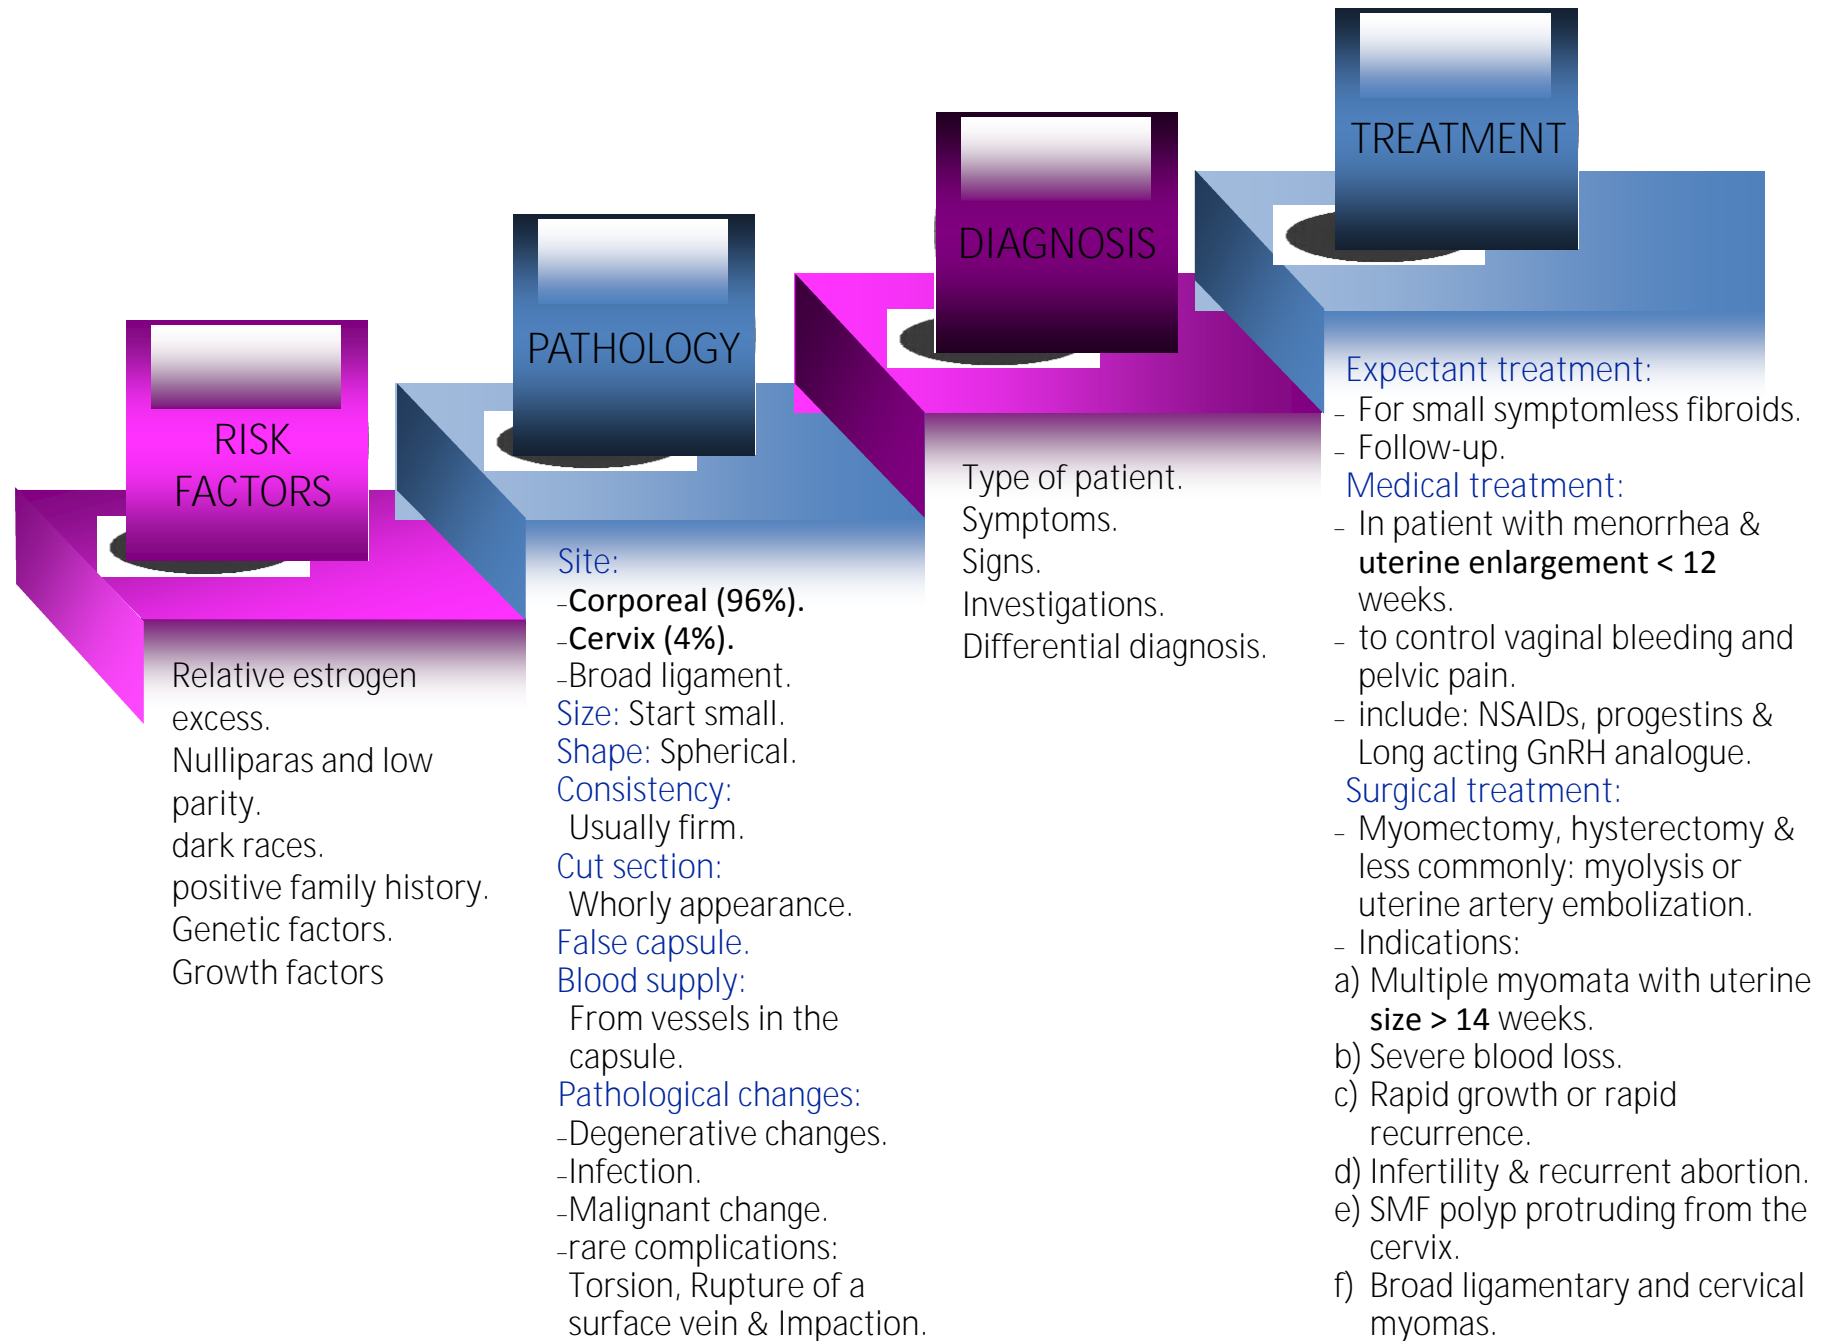 RISK
FACTORS
Relative estrogen
excess.
Nulliparas and low
parity.
dark races.
positive family history.
Genetic factors.
Growth factors
PATHOLOGY
Site:
-Corporeal (96%).
-Cervix (4%).
-Broad ligament.
Size: Start small.
Shape: Spherical.
Consistency:
Usually firm.
Cut section:
Whorly appearance.
False capsule.
Blood supply:
From vessels in the
capsule.
Pathological changes:
-Degenerative changes.
-Infection.
-Malignant change.
-rare complications:
Torsion, Rupture of a
surface vein & Impaction.
DIAGNOSIS
Type of patient.
Symptoms.
Signs.
Investigations.
Differential diagnosis.
TREATMENT
Expectant treatment:
- For small symptomless fibroids.
- Follow-up.
Medical treatment:
- In patient with menorrhea &
uterine enlargement < 12
weeks.
- to control vaginal bleeding and
pelvic pain.
- include: NSAIDs, progestins &
Long acting GnRH analogue.
Surgical treatment:
- Myomectomy, hysterectomy &
less commonly: myolysis or
uterine artery embolization.
- Indications:
a) Multiple myomata with uterine
size > 14 weeks.
b) Severe blood loss.
c) Rapid growth or rapid
recurrence.
d) Infertility & recurrent abortion.
e) SMF polyp protruding from the
cervix.
f) Broad ligamentary and cervical
myomas.